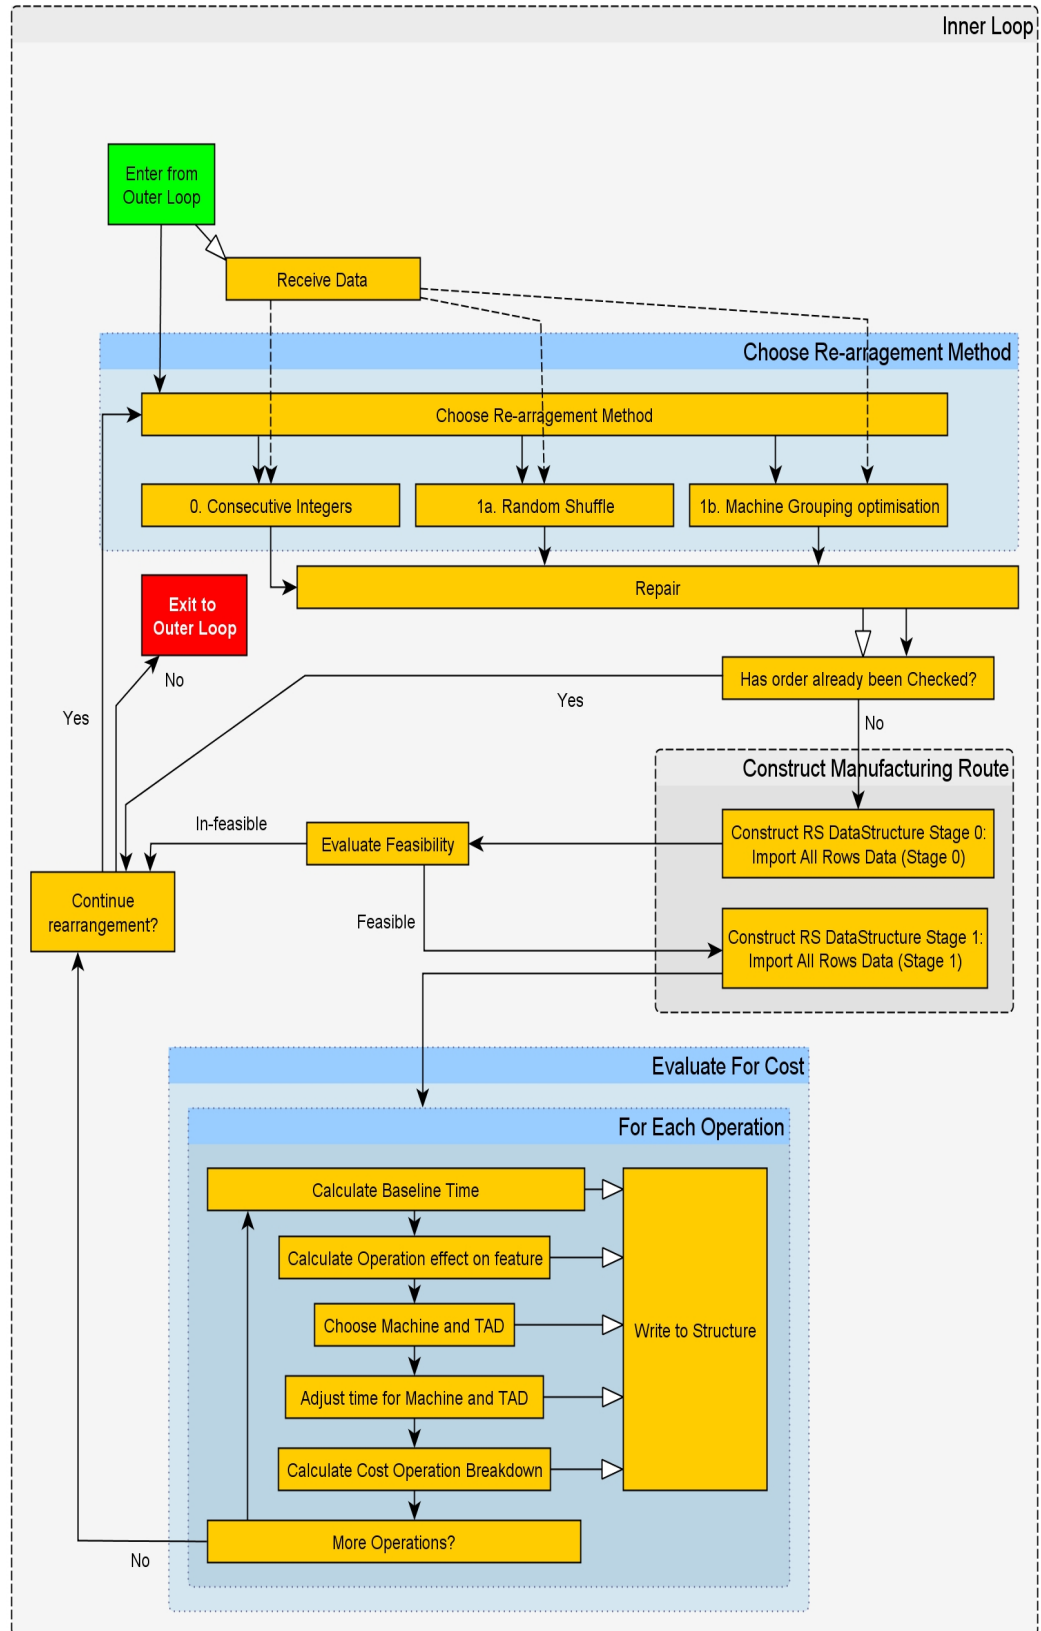 Inner Loop
Enter from
Outer Loop
Receive Data
Choose Re-arragement Method
Choose Re-arragement Method
0. Consecutive Integers
1a. Random Shuffle
1b. Machine Grouping optimisation
Repair
Exit to
Outer Loop
No
Has order already been Checked?
Yes
Yes
No
Construct Manufacturing Route
Construct RS DataStructure Stage 0:
Import All Rows Data (Stage 0)
In-feasible
Evaluate Feasibility
Continue
rearrangement?
Feasible
Construct RS DataStructure Stage 1:
Import All Rows Data (Stage 1)
Evaluate For Cost
For Each Operation
Calculate Baseline Time
Calculate Operation effect on feature
Choose Machine and TAD
Write to Structure
Adjust time for Machine and TAD
Calculate Cost Operation Breakdown
More Operations?
No